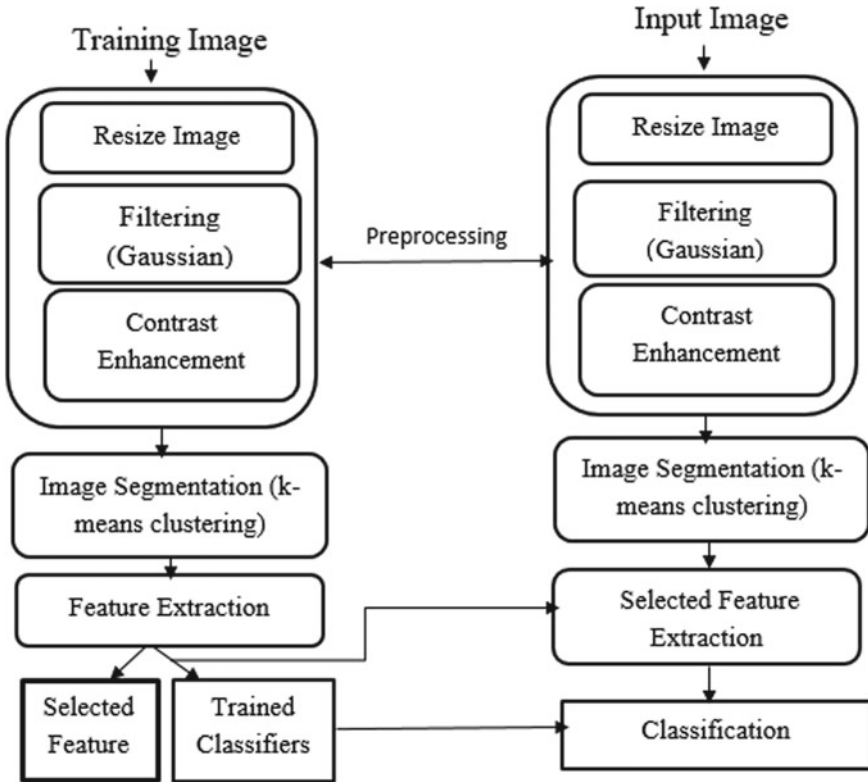 Training Image
Resize Image
Filtering
(Gaussian)
Contrast
Enhancement
Image Segmentation (k-
means clustering)
Feature Extraction
Selected
Feature
Trained
Classifiers
Preprocessing
Input Image
Resize Image
Filtering
(Gaussian)
Contrast
Enhancement
Image Segmentation (k-
means clustering)
Selected Feature
Extraction
Classification